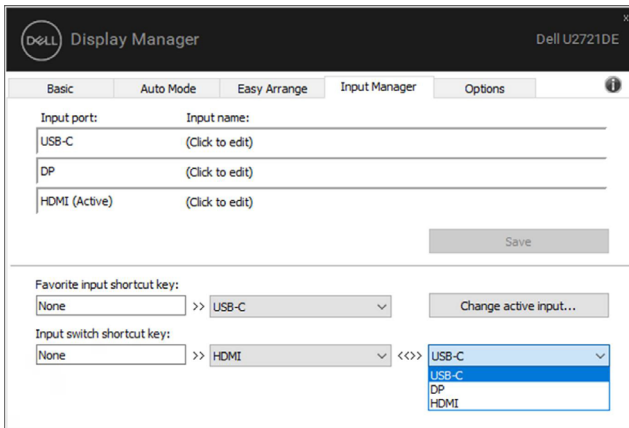 DELL Display Manager Dell U2721DE
x
Basic Auto Mode Easy Arrange Input Manager Options i
Input port: Input name:
USB-C (Click to edit)
DP (Click to edit)
HDMI (Active) (Click to edit)
Save
Favorite input shortcut key:
None >> USB-C Change active input...
Input switch shortcut key:
None >> HDMI <<>> USB-C
USB-C
DP
HDMI